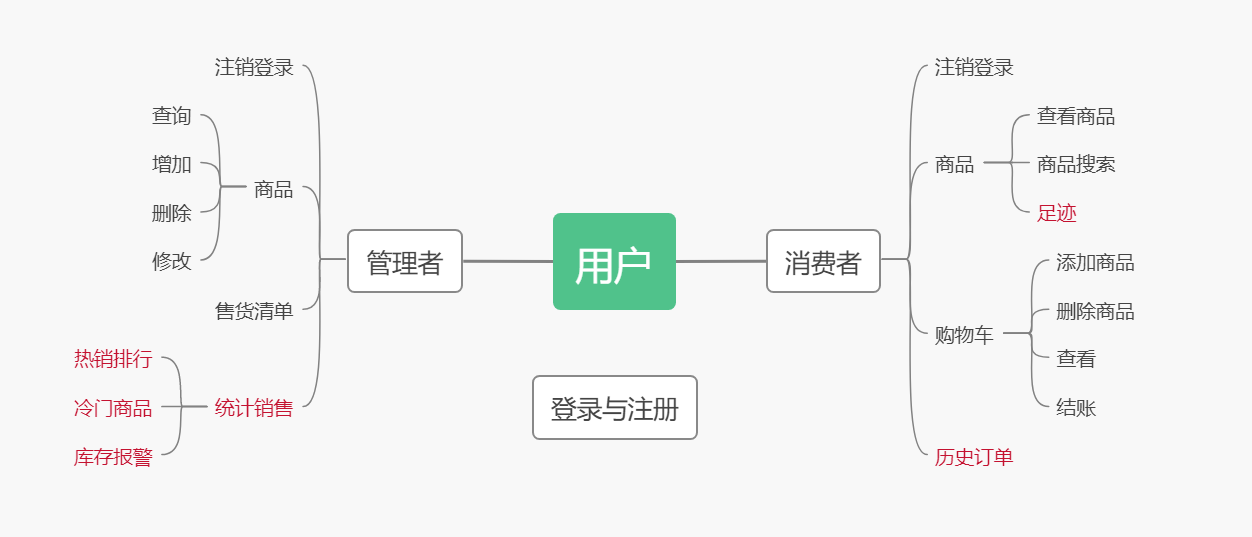 用户
管理者
注销登录
商品
查询
增加
删除
修改
售货清单
统计销售
热销排行
冷门商品
库存报警
消费者
注销登录
商品
查看商品
商品搜索
足迹
购物车
添加商品
删除商品
查看
结账
历史订单
登录与注册